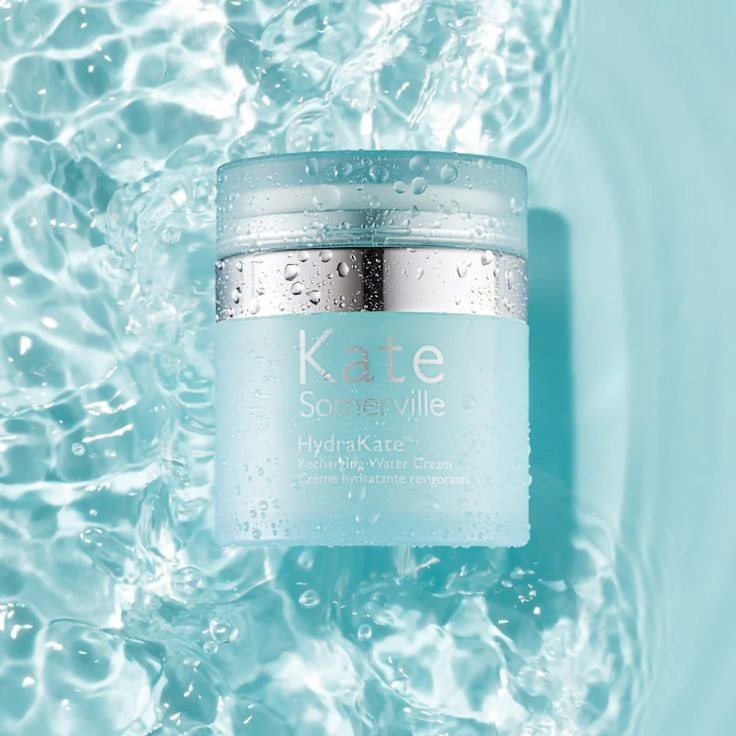 Kate
Somerville
HydraKate™
Recharging Water Cream
Crème hydratante revigorante